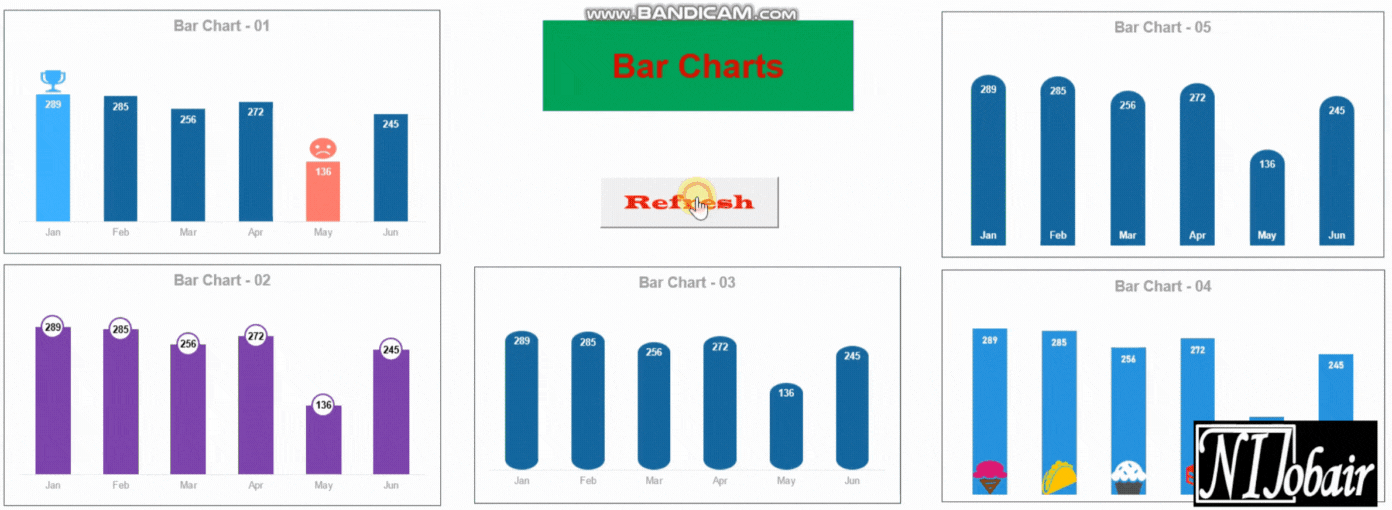 www.BANDICAM.com
Bar Charts
Refresh
Bar Chart - 01
289
285
256
272
136
245
Jan
Feb
Mar
Apr
May
Jun
Bar Chart - 05
289
285
256
272
136
245
Jan
Feb
Mar
Apr
May
Jun
Bar Chart - 02
289
285
256
272
136
245
Jan
Feb
Mar
Apr
May
Jun
Bar Chart - 03
289
285
256
272
136
245
Jan
Feb
Mar
Apr
May
Jun
Bar Chart - 04
289
285
256
272
245
NIJobair